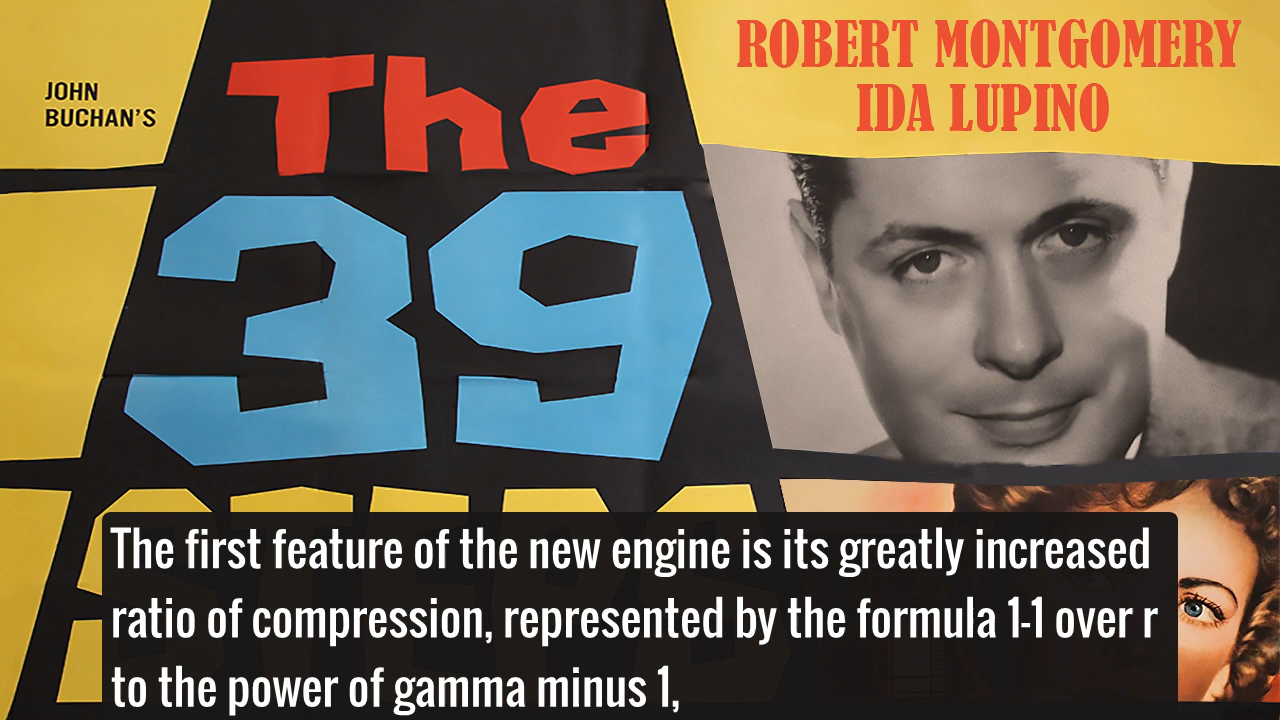 JOHN
BUCHAN'S
The
39
STEPS
ROBERT MONTGOMERY
IDA LUPINO
The first feature of the new engine is its greatly increased
ratio of compression, represented by the formula 1-1 over r
to the power of gamma minus 1,